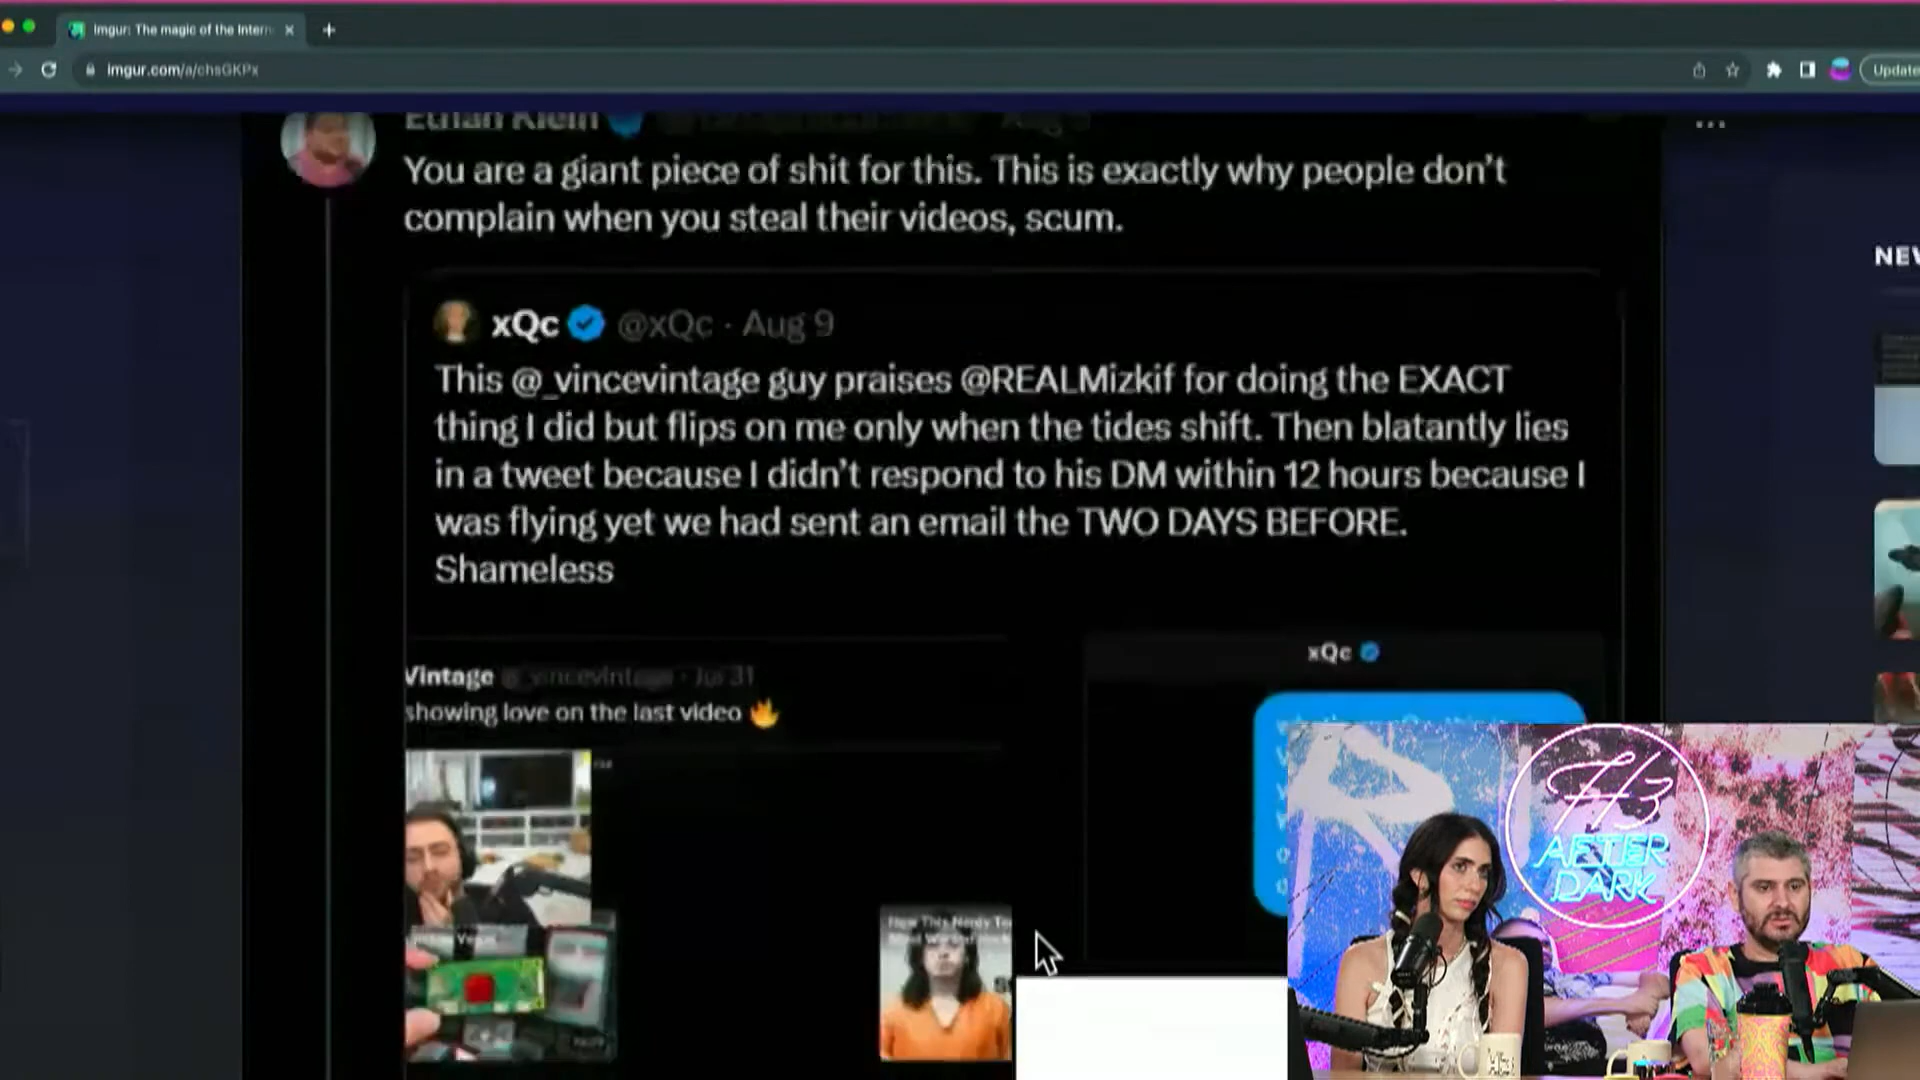 Imgur: The magic of the Intern
imgur.com/a/chsGKPx
Update
Ethan Klein
You are a giant piece of shit for this. This is exactly why people don't
complain when you steal their videos, scum.
NEW
xQc @xQc · Aug 9
This @_vincevintage guy praises @REALMizkif for doing the EXACT
thing I did but flips on me only when the tides shift. Then blatantly lies
in a tweet because I didn't respond to his DM within 12 hours because I
was flying yet we had sent an email the TWO DAYS BEFORE.
Shameless
xQc
Vintage @_vincevintage · Jul 31
showing love on the last video 🔥
H3
AFTER
DARK